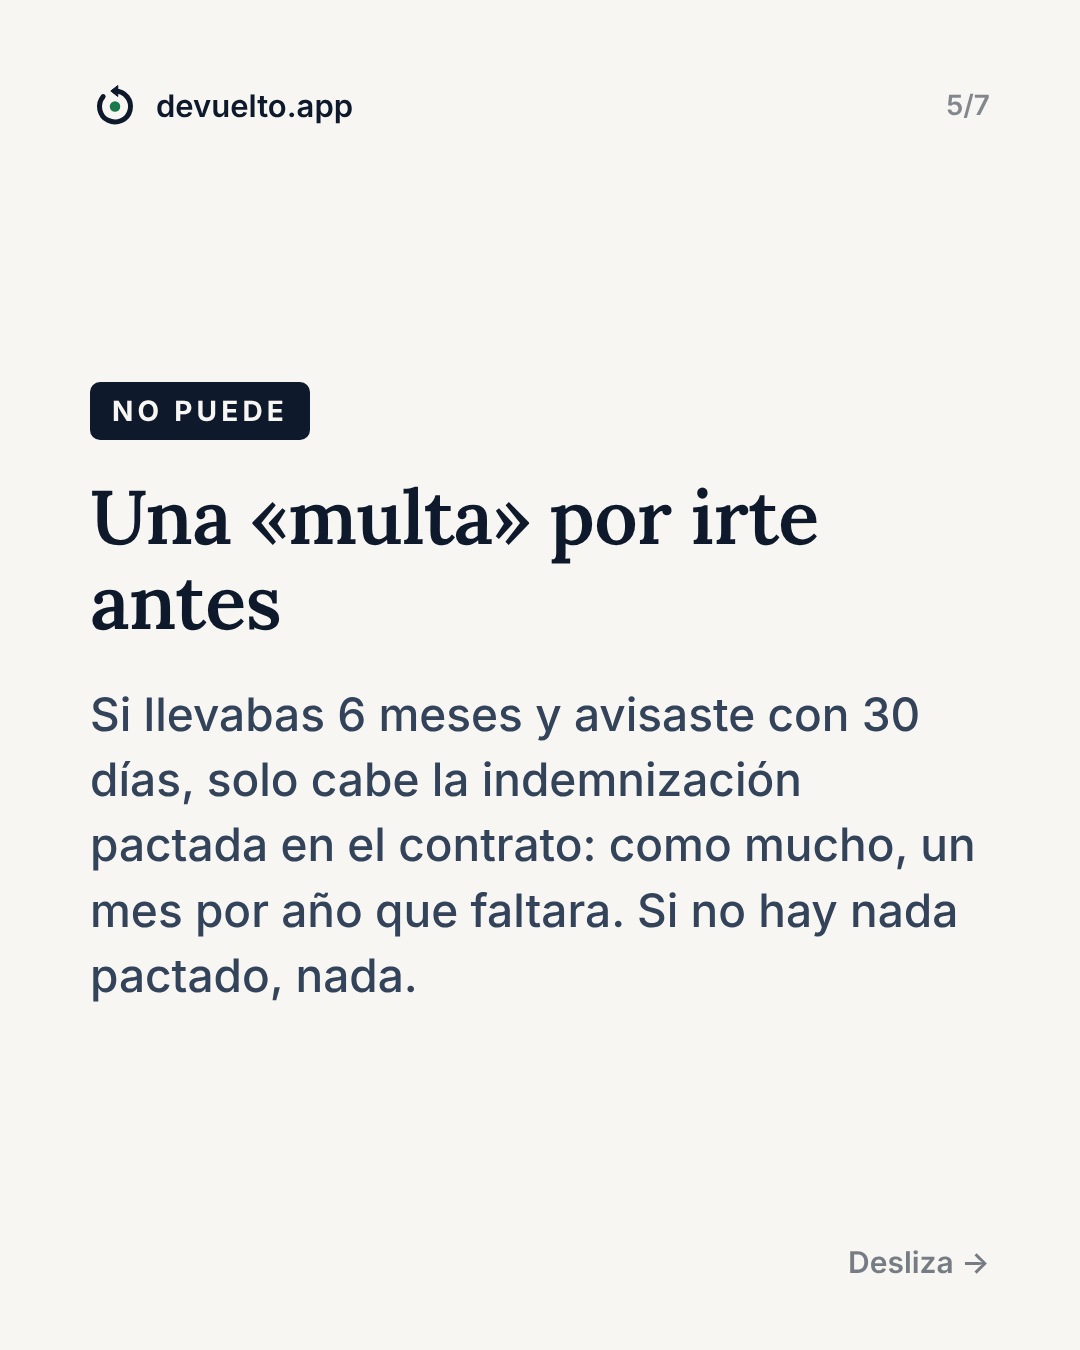 devuelto.app
5/7
NO PUEDE
Una «multa» por irte
antes
Si llevabas 6 meses y avisaste con 30
días, solo cabe la indemnización
pactada en el contrato: como mucho, un
mes por año que faltara. Si no hay nada
pactado, nada.
Desliza →